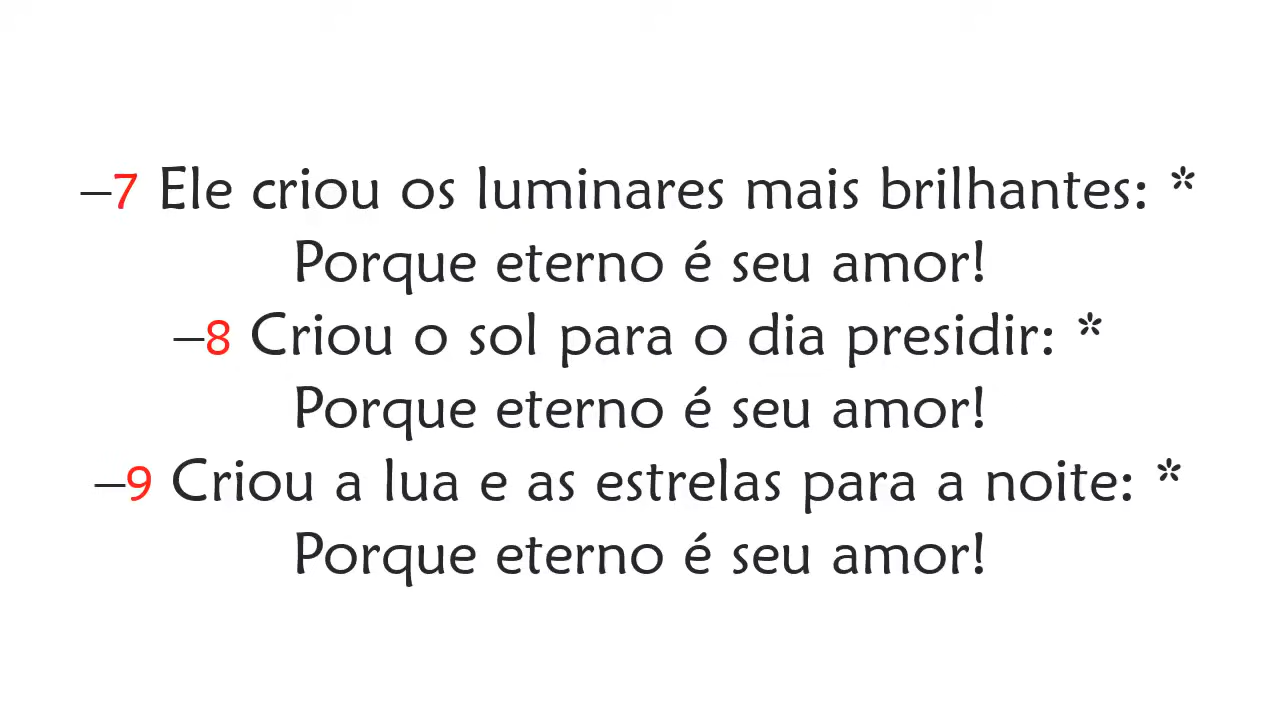 –7 Ele criou os luminares mais brilhantes: *
Porque eterno é seu amor!
–8 Criou o sol para o dia presidir: *
Porque eterno é seu amor!
–9 Criou a lua e as estrelas para a noite: *
Porque eterno é seu amor!